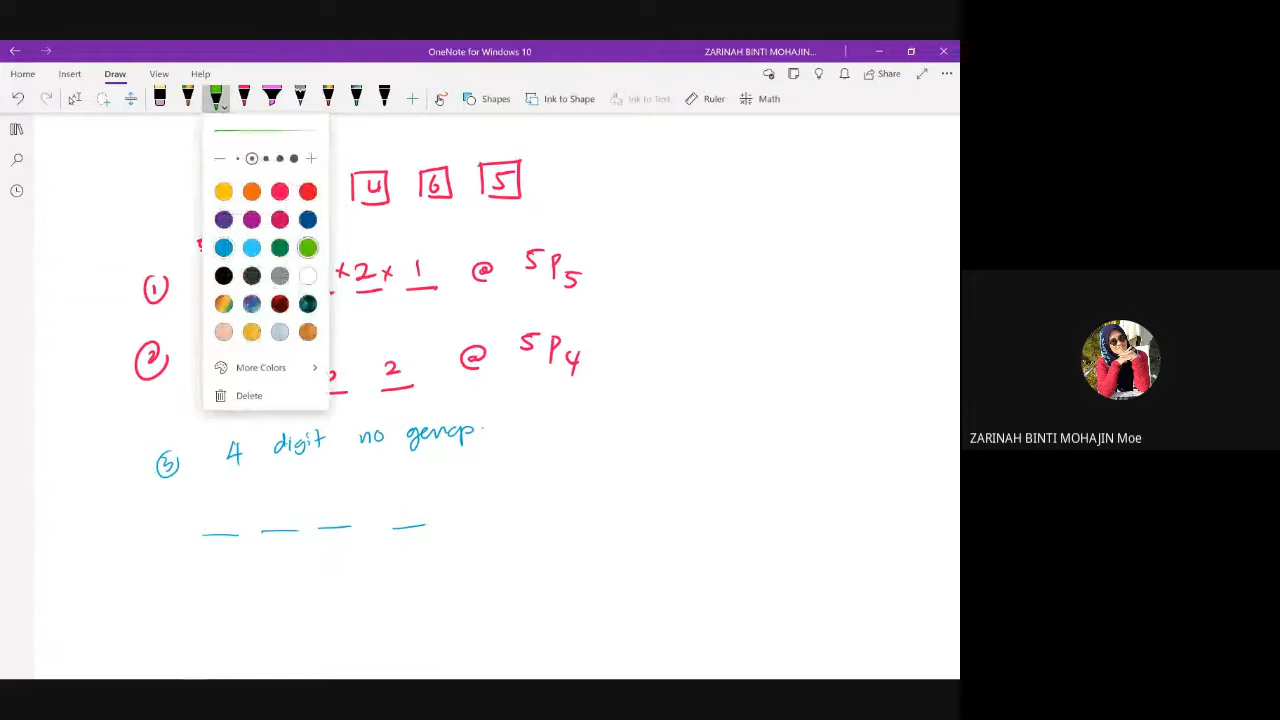 OneNote for Windows 10
ZARINAH BINTI MOHAJIN...
Home Insert Draw View Help
Share
Shapes Ink to Shape Ink to Text Ruler Math
4 6 5
① × 2 × 1 @ 5P5
② 2 @ 5P4
More Colors
Delete
③ 4 digit no genap.
ZARINAH BINTI MOHAJIN Moe